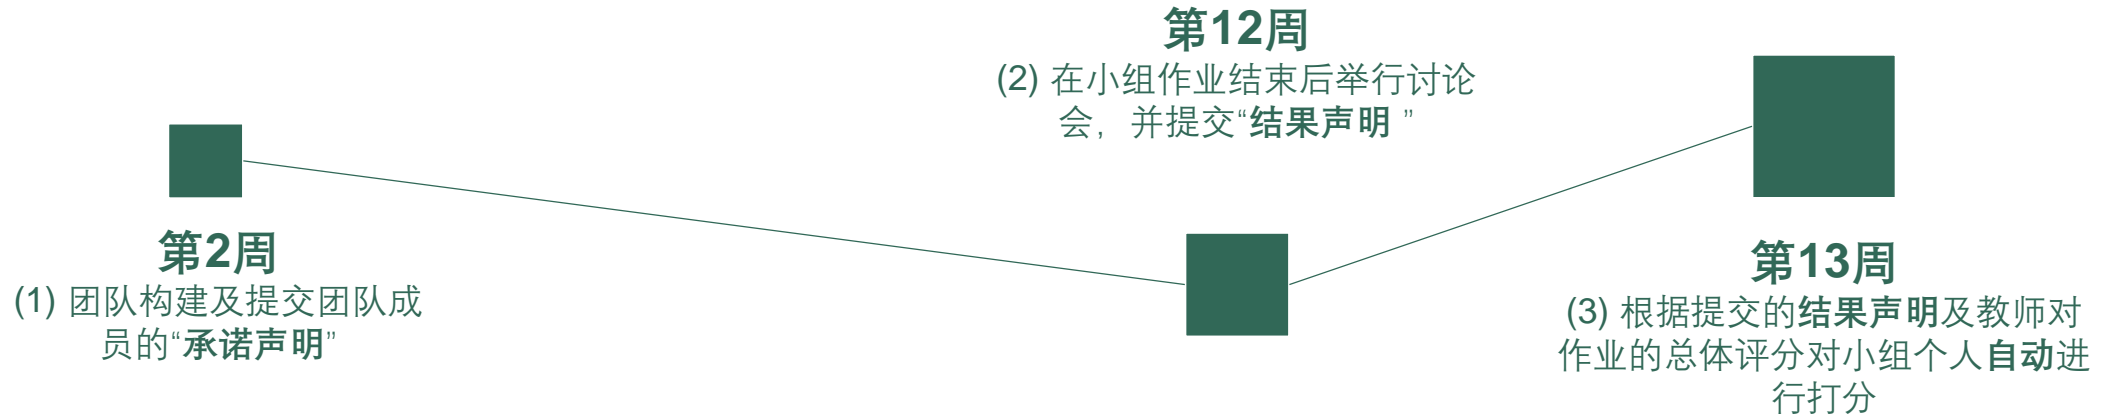 第2周
(1) 团队构建及提交团队成
员的“承诺声明”
第12周
(2) 在小组作业结束后举行讨论
会，并提交“结果声明 ”
第13周
(3) 根据提交的结果声明及教师对
作业的总体评分对小组个人自动进
行打分